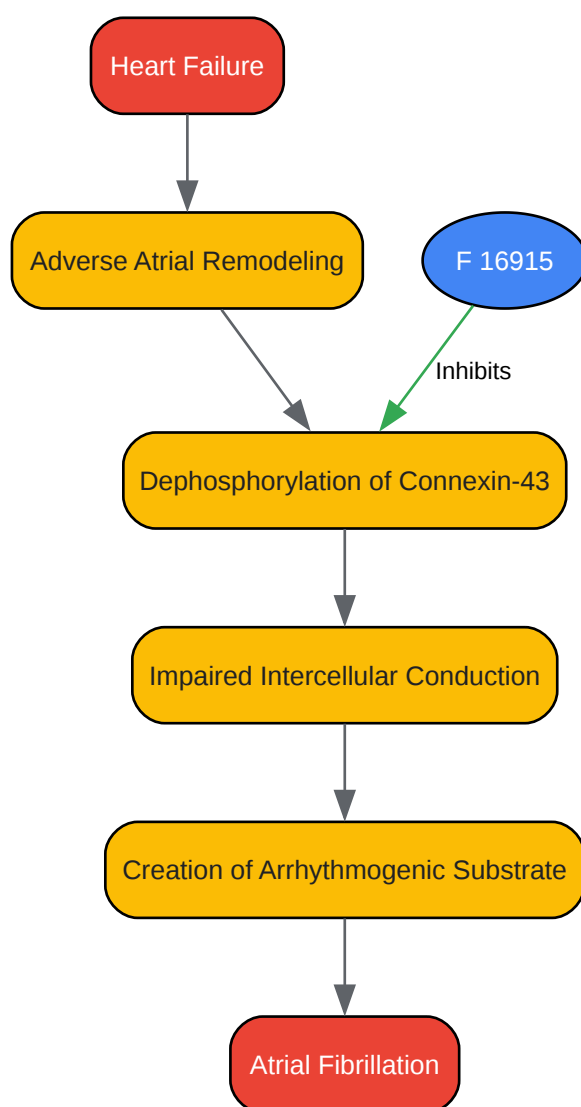 Heart Failure
Adverse Atrial Remodeling
F 16915
Inhibits
Dephosphorylation of Connexin-43
Impaired Intercellular Conduction
Creation of Arrhythmogenic Substrate
Atrial Fibrillation